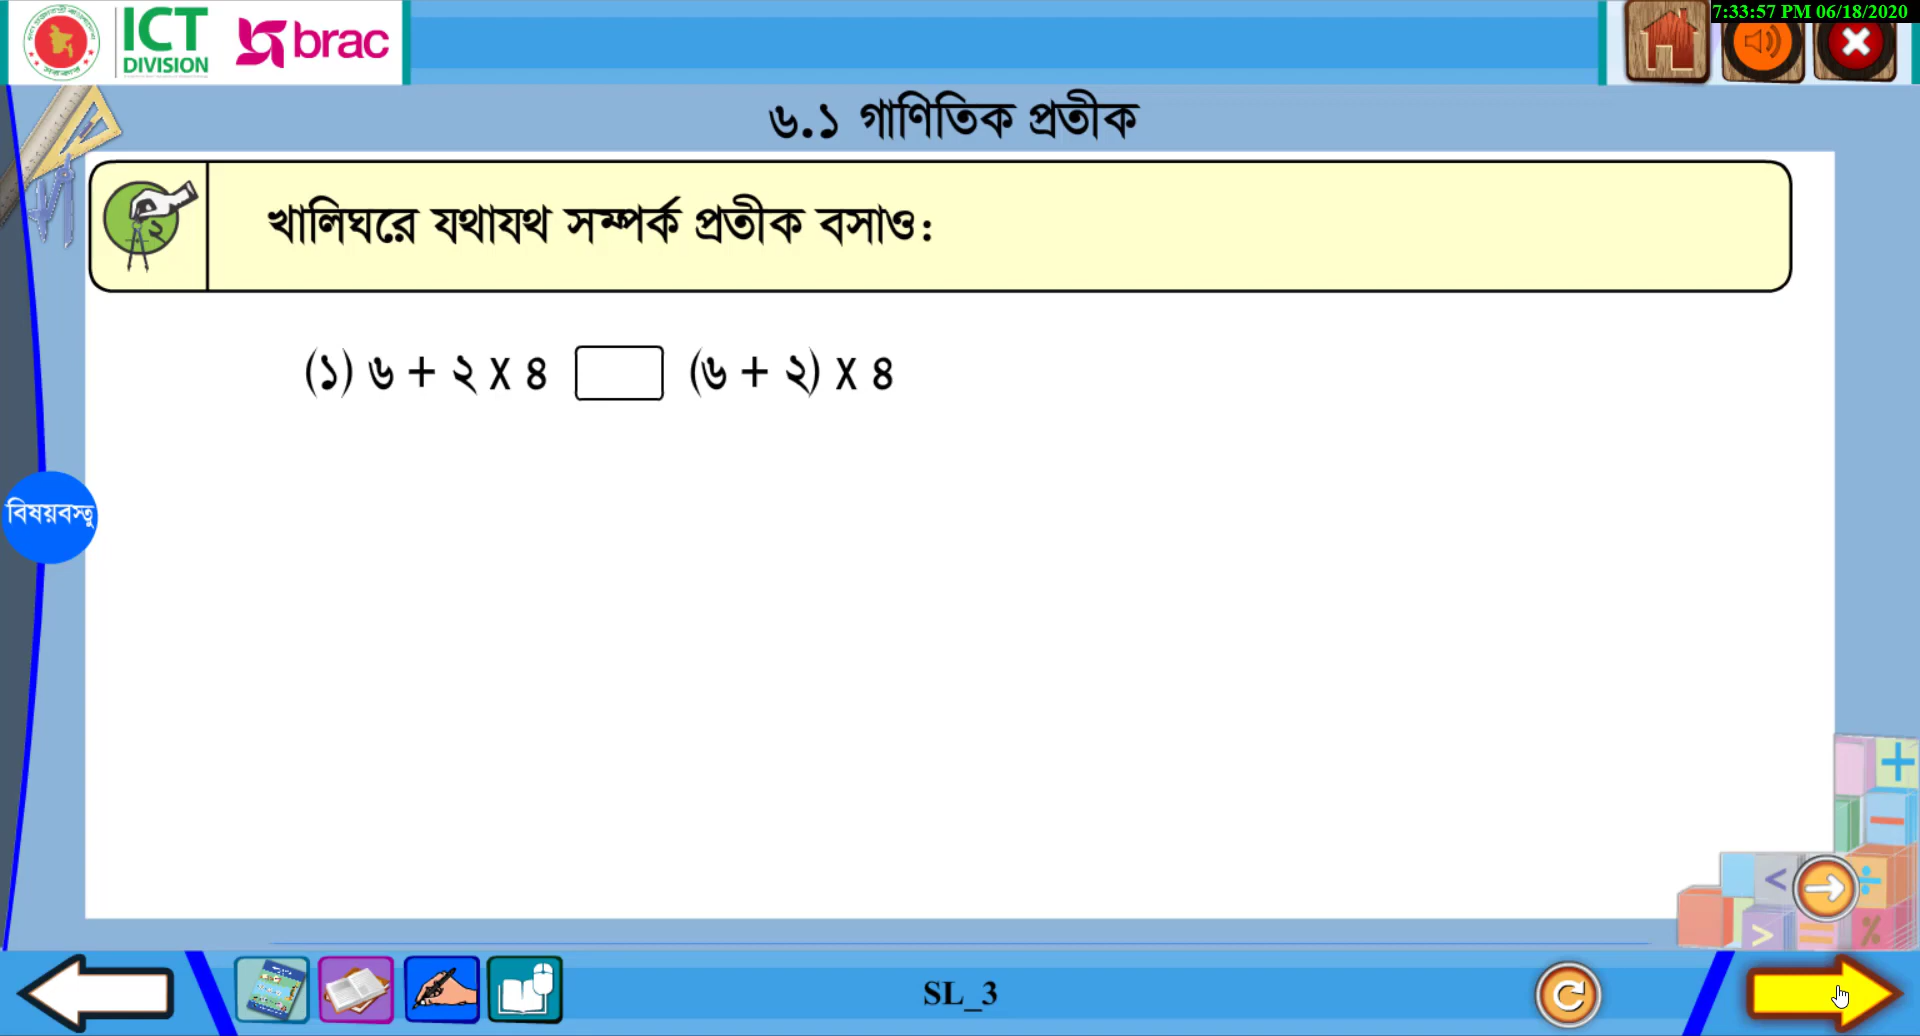 ICT
DIVISION
brac
7:33:57 PM 06/18/2020
৬.১ গাণিতিক প্রতীক
২
খালিঘরে যথাযথ সম্পর্ক প্রতীক বসাও:
(১) ৬ + ২ X ৪ (৬ + ২) X ৪
বিষয়বস্তু
+
−
< ÷
> = %
SL_3